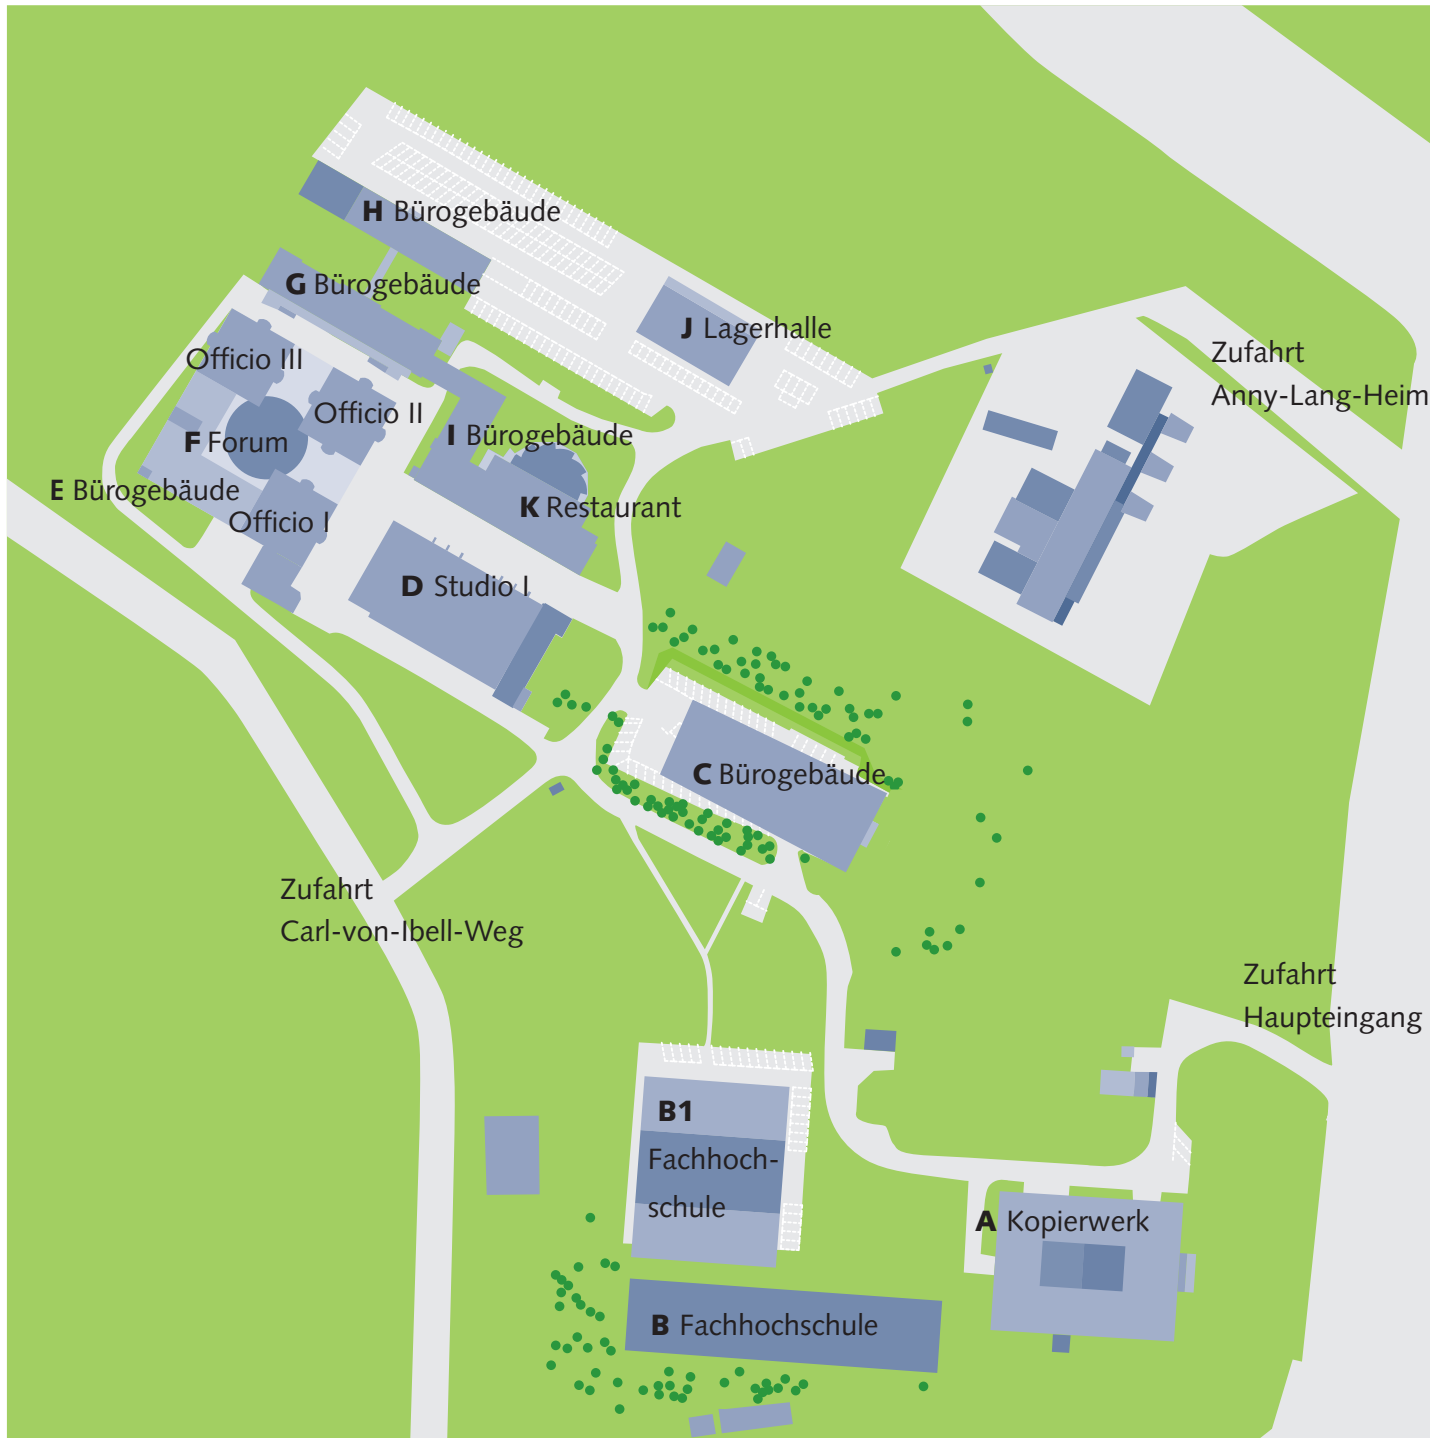 H Bürogebäude
G Bürogebäude
J Lagerhalle
Zufahrt
Anny-Lang-Heim
Officio III
Officio II
F Forum
I Bürogebäude
E Bürogebäude
Officio I
K Restaurant
D Studio I
C Bürogebäude
Zufahrt
Carl-von-Ibell-Weg
Zufahrt
Haupteingang
B1
Fachhoch-
schule
A Kopierwerk
B Fachhochschule